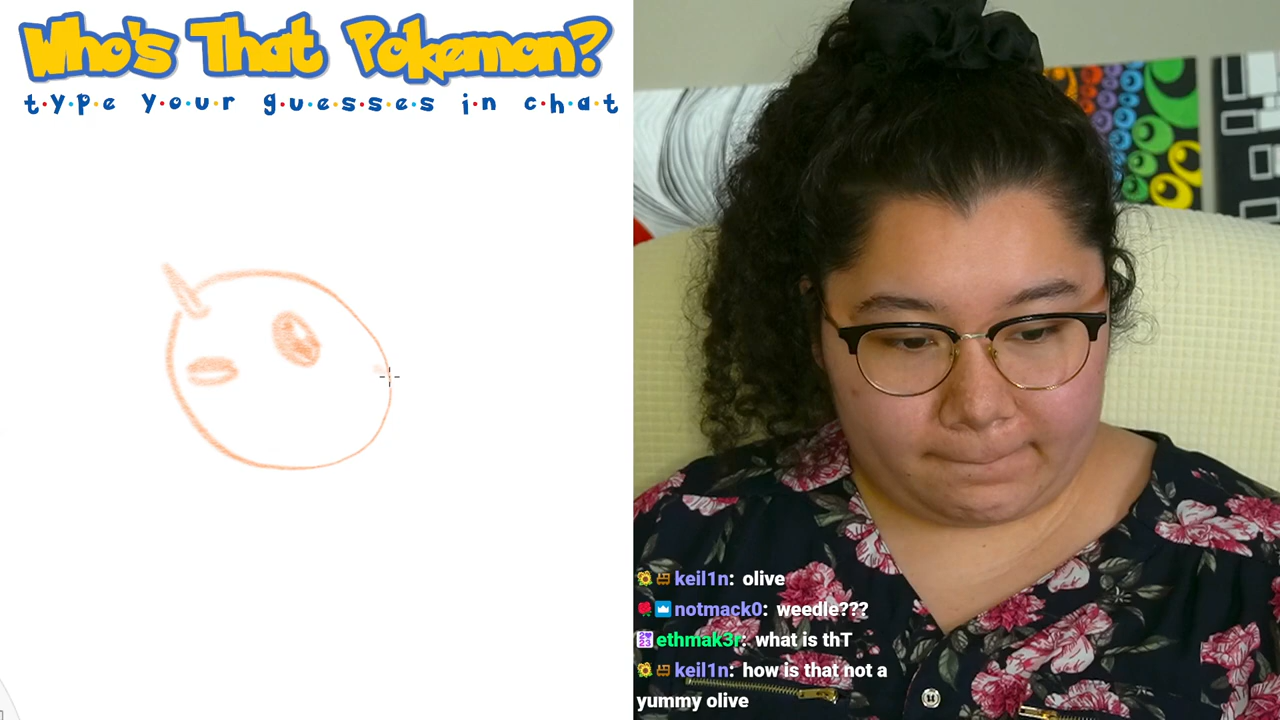 Who's That Pokemon?
type your guesses in chat
keil1n: olive
notmack0: weedle???
ethmak3r: what is thT
keil1n: how is that not a
yummy olive